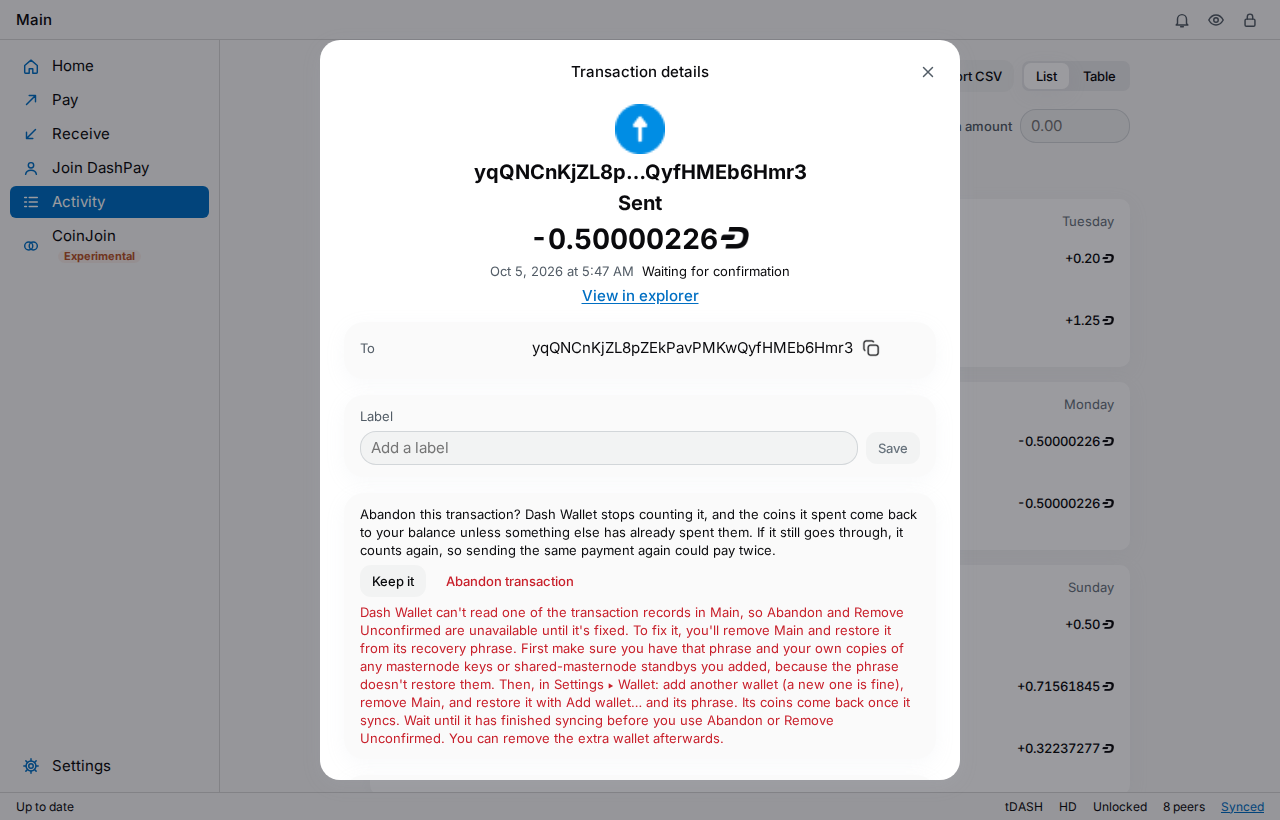 Main
Home
Pay
Receive
Join DashPay
Activity
CoinJoin
Experimental
Settings
Transaction details
yqQNCnKjZL8p...QyfHMEb6Hmr3
Sent
-0.50000226
Oct 5, 2026 at 5:47 AM Waiting for confirmation
View in explorer
To yqQNCnKjZL8pZEkPavPMKwQyfHMEb6Hmr3
Label
Add a label Save
Abandon this transaction? Dash Wallet stops counting it, and the coins it spent come back
to your balance unless something else has already spent them. If it still goes through, it
counts again, so sending the same payment again could pay twice.
Keep it Abandon transaction
Dash Wallet can't read one of the transaction records in Main, so Abandon and Remove
Unconfirmed are unavailable until it's fixed. To fix it, you'll remove Main and restore it
from its recovery phrase. First make sure you have that phrase and your own copies of
any masternode keys or shared-masternode standbys you added, because the phrase
doesn't restore them. Then, in Settings ▸ Wallet: add another wallet (a new one is fine),
remove Main, and restore it with Add wallet... and its phrase. Its coins come back once it
syncs. Wait until it has finished syncing before you use Abandon or Remove
Unconfirmed. You can remove the extra wallet afterwards.
CSV List Table
amount 0.00
Tuesday
+0.20
+1.25
Monday
-0.50000226
-0.50000226
Sunday
+0.50
+0.71561845
+0.32237277
Up to date tDASH HD Unlocked 8 peers Synced